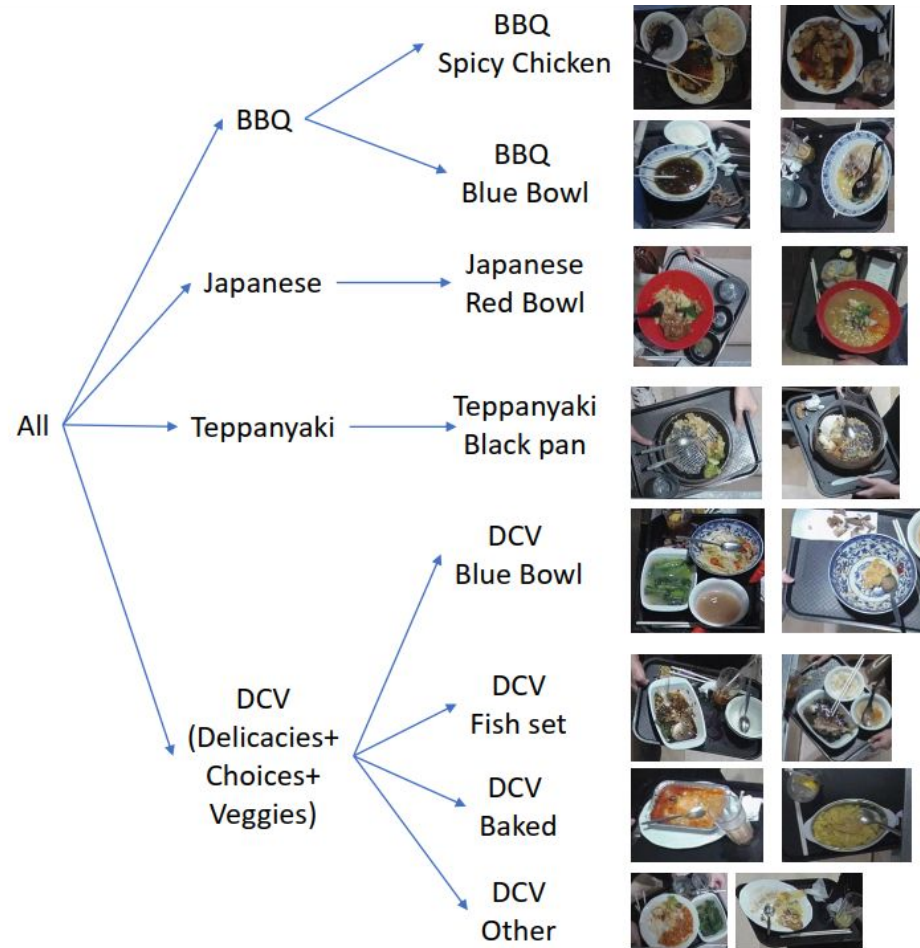 BBQ
Spicy Chicken
BBQ
BBQ
Blue Bowl
Japanese
Japanese
Red Bowl
All
Teppanyaki
Teppanyaki
Black pan
DCV
Blue Bowl
DCV
(Delicacies+
Choices+
Veggies)
DCV
Fish set
DCV
Baked
DCV
Other